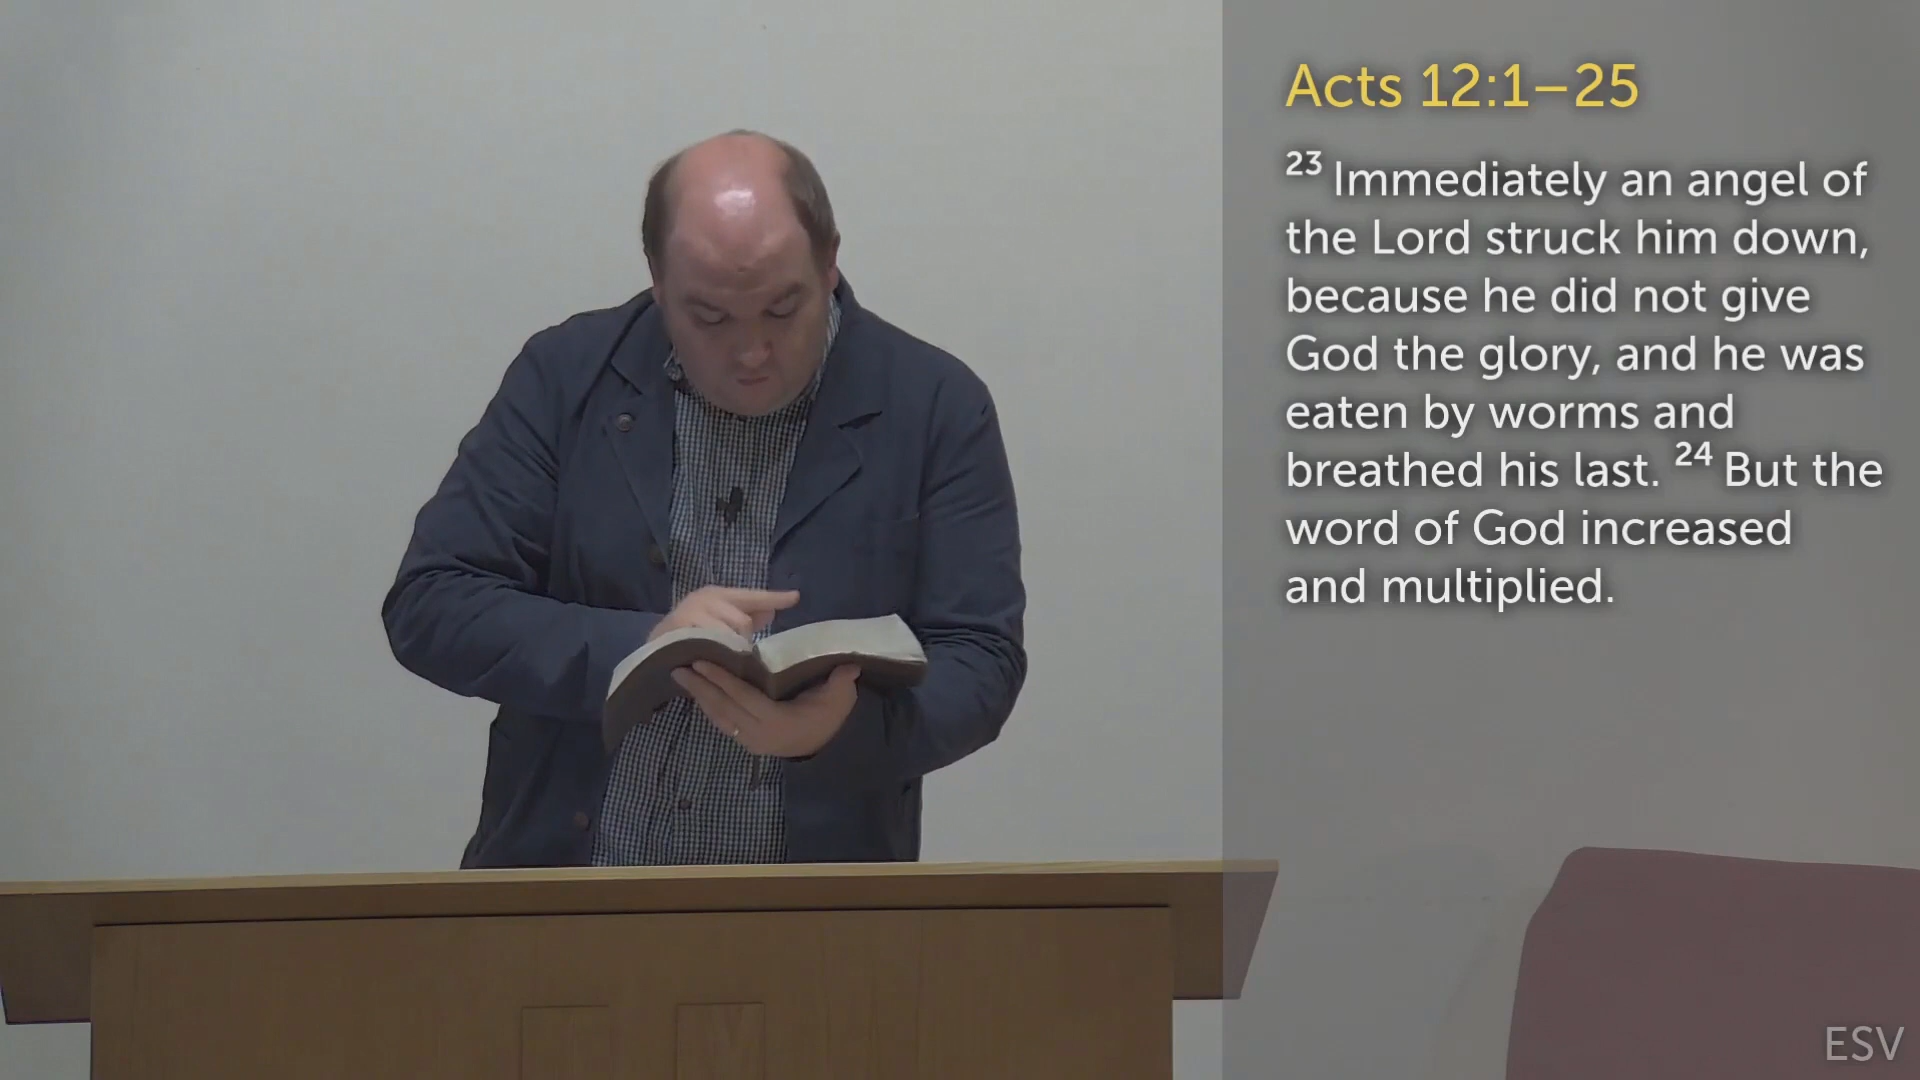 Acts 12:1–25
23 Immediately an angel of
the Lord struck him down,
because he did not give
God the glory, and he was
eaten by worms and
breathed his last. 24 But the
word of God increased
and multiplied.
ESV